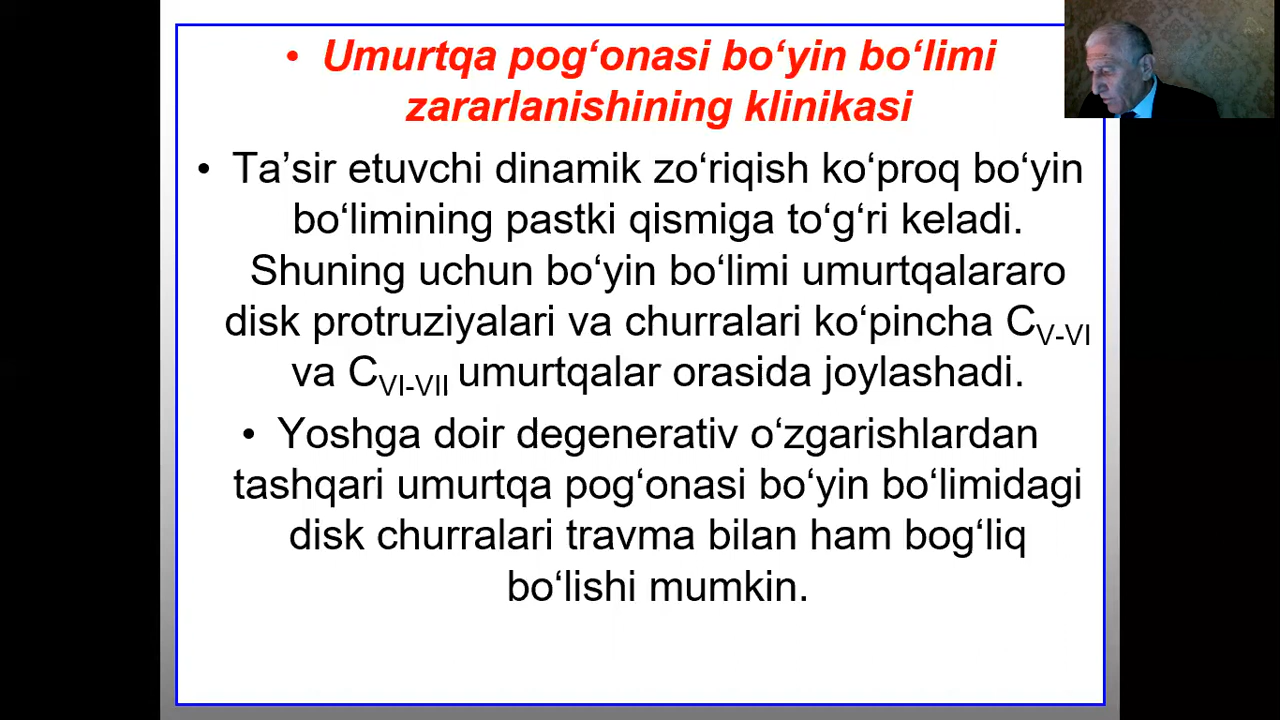 • Umurtqa pog‘onasi bo‘yin bo‘limi
zararlanishining klinikasi
• Ta’sir etuvchi dinamik zo‘riqish ko‘proq bo‘yin
bo‘limining pastki qismiga to‘g‘ri keladi.
Shuning uchun bo‘yin bo‘limi umurtqalararo
disk protruziyalari va churralari ko‘pincha C_V-VI
va C_VI-VII umurtqalar orasida joylashadi.
• Yoshga doir degenerativ o‘zgarishlardan
tashqari umurtqa pog‘onasi bo‘yin bo‘limidagi
disk churralari travma bilan ham bog‘liq
bo‘lishi mumkin.